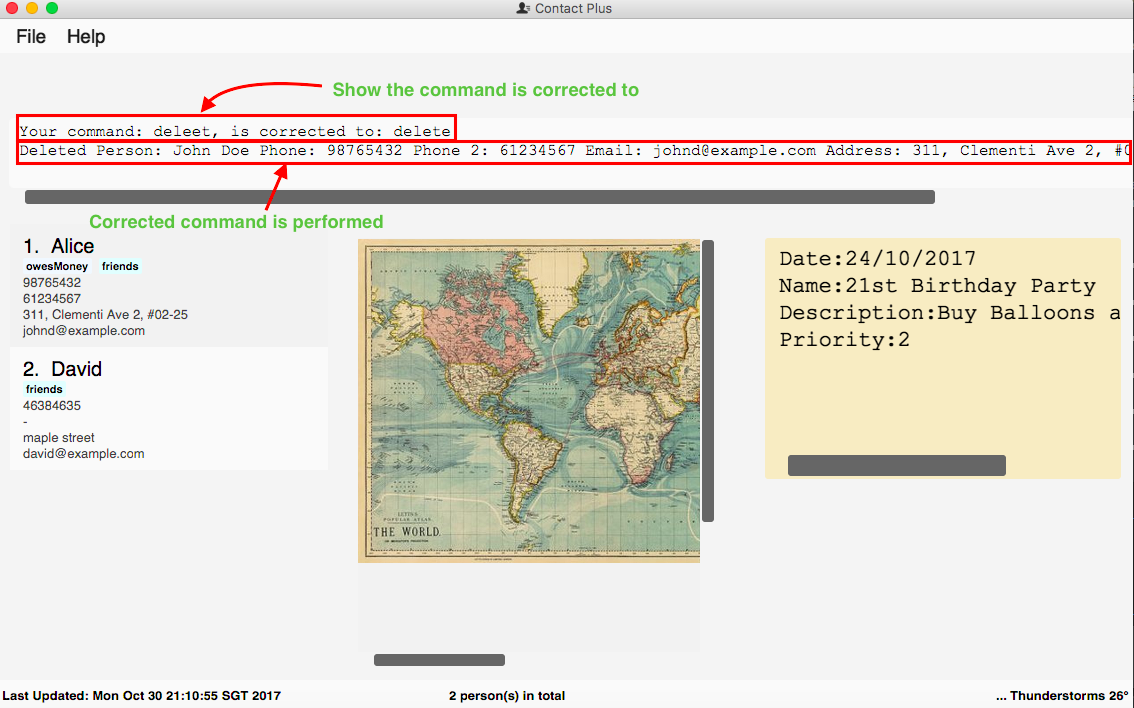 Contact Plus
File Help
Show the command is corrected to
Your command: deleet, is corrected to: delete
Deleted Person: John Doe Phone: 98765432 Phone 2: 61234567 Email: johnd@example.com Address: 311, Clementi Ave 2, #0
Corrected command is performed
1. Alice
owesMoney friends
98765432
61234567
311, Clementi Ave 2, #02-25
johnd@example.com
2. David
friends
46384635
-
maple street
david@example.com
POPULAR ATLAS
THE WORLD.
Date:24/10/2017
Name:21st Birthday Party
Description:Buy Balloons a
Priority:2
Last Updated: Mon Oct 30 21:10:55 SGT 2017
2 person(s) in total
... Thunderstorms 26°